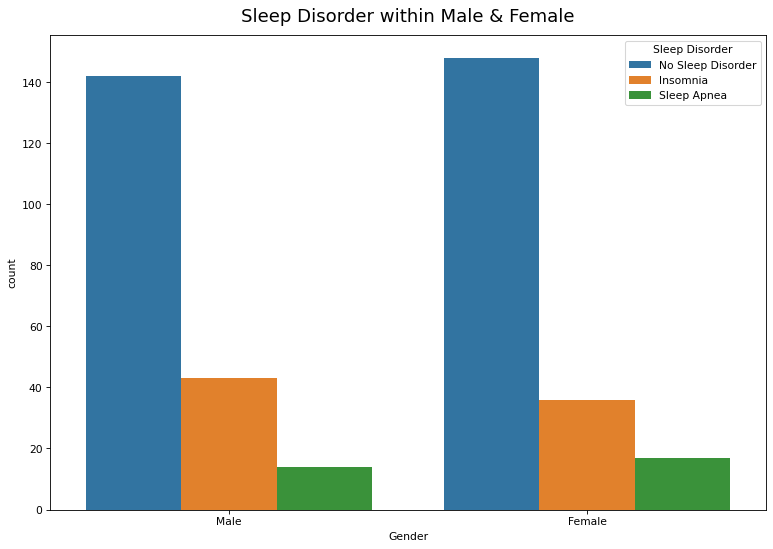 Sleep Disorder within Male & Female
Sleep Disorder
No Sleep Disorder
Insomnia
Sleep Apnea
140
120
100
80
60
40
20
0
count
Male
Female
Gender